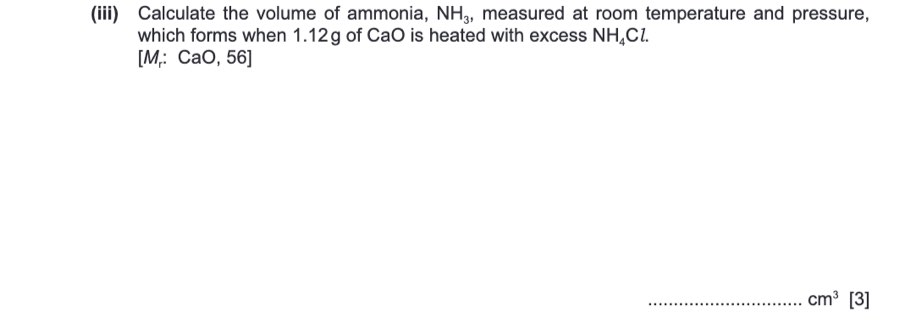 (iii) Calculate the volume of ammonia, NH₃, measured at room temperature and pressure,
which forms when 1.12g of CaO is heated with excess NH₄Cl.
[Mᵣ: CaO, 56]
.............................. cm³ [3]